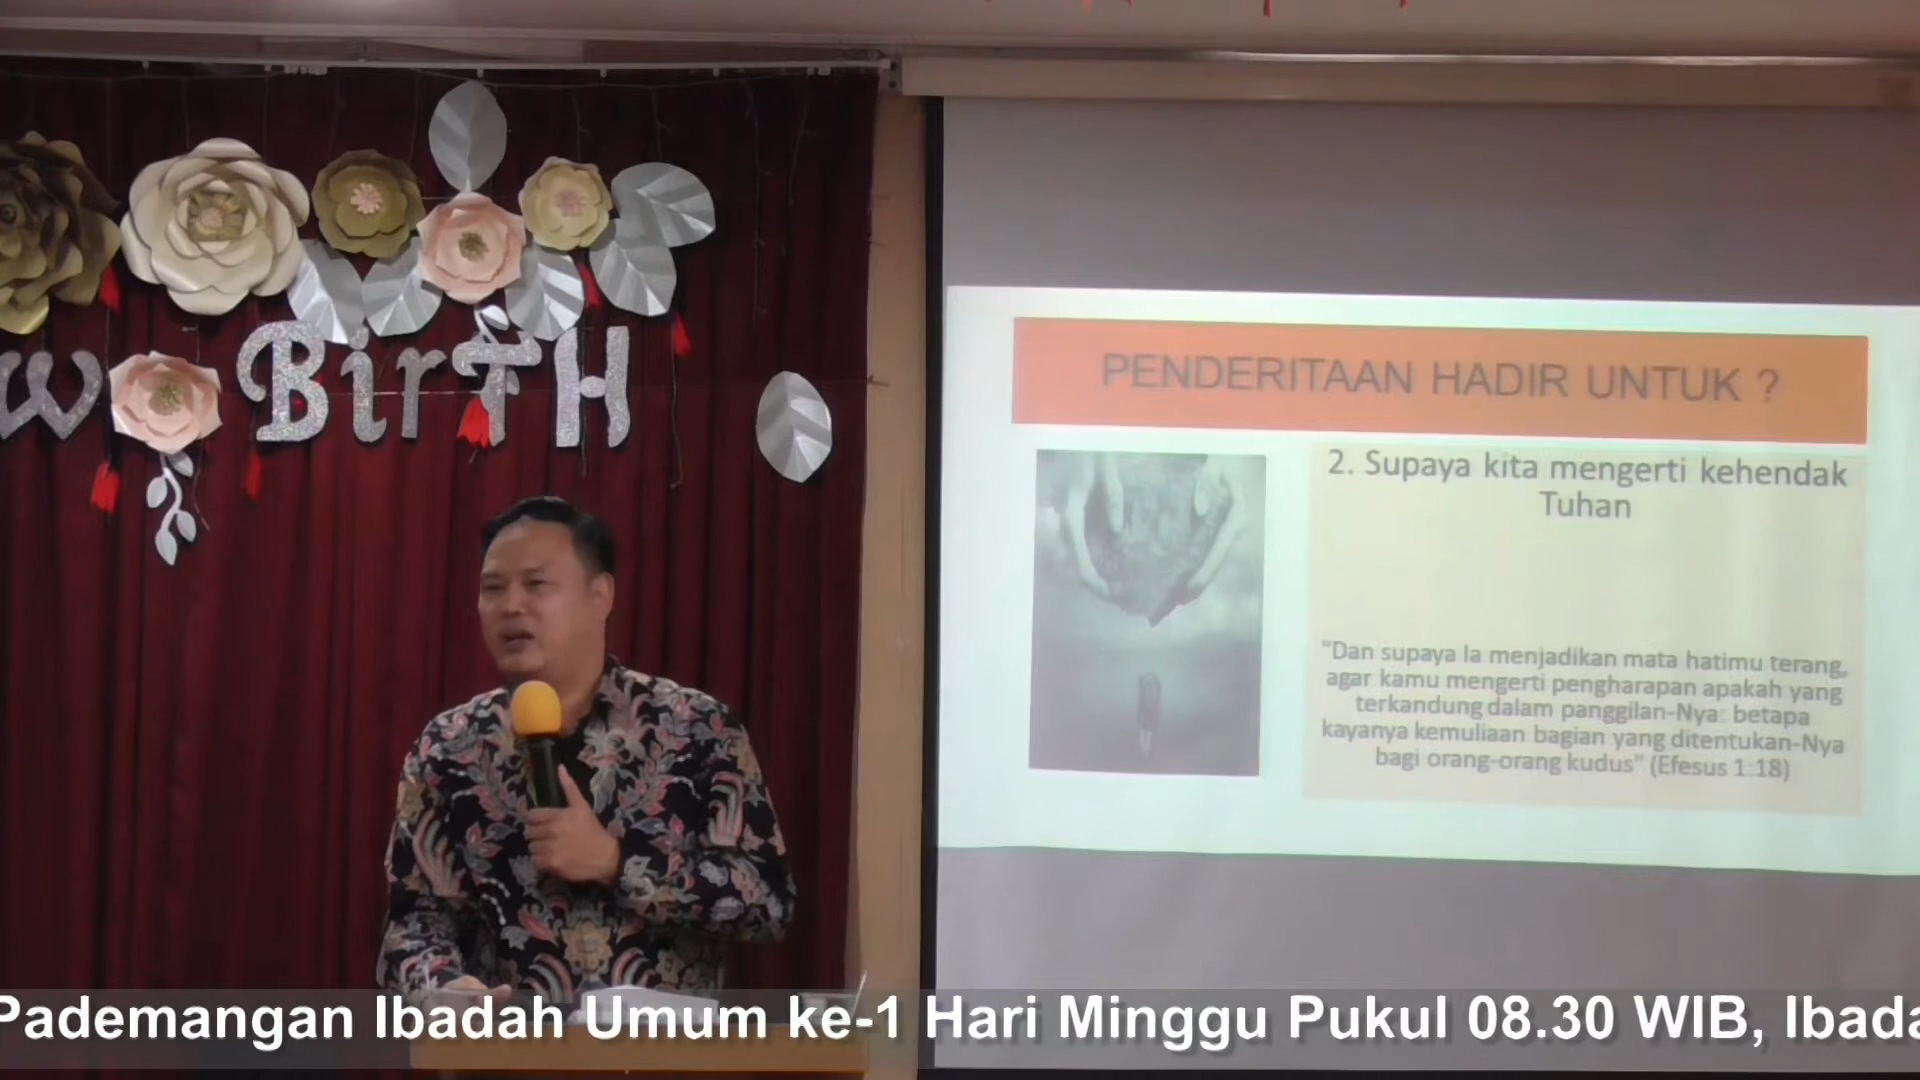 w BirTH
PENDERITAAN HADIR UNTUK ?
2. Supaya kita mengerti kehendak
Tuhan
"Dan supaya Ia menjadikan mata hatimu terang,
agar kamu mengerti pengharapan apakah yang
terkandung dalam panggilan-Nya: betapa
kayanya kemuliaan bagian yang ditentukan-Nya
bagi orang-orang kudus" (Efesus 1:18)
Pademangan Ibadah Umum ke-1 Hari Minggu Pukul 08.30 WIB, Ibada